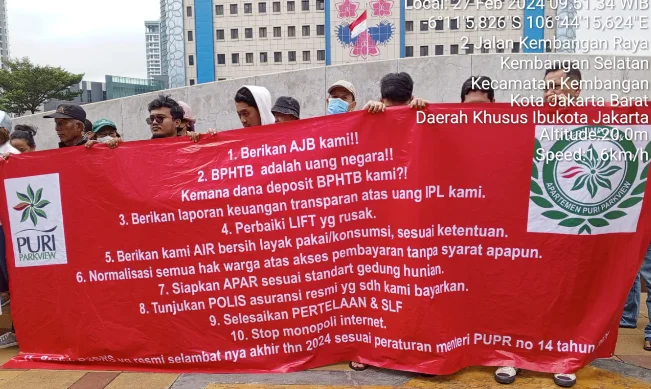 Local: 27 Feb 2024 09.51.34 WIB
6°11'5,826"S 106°44'15,624"E
2 Jalan Kembangan Raya
Kembangan Selatan
Kecamatan Kembangan
Kota Jakarta Barat
Daerah Khusus Ibukota Jakarta
Altitude:20.0m
Speed:1.6km/h
1. Berikan AJB kami!!
2. BPHTB adalah uang negara!!
Kemana dana deposit BPHTB kami?!
3. Berikan laporan keuangan transparan atas uang IPL kami.
4. Perbaiki LIFT yg rusak.
5. Berikan kami AIR bersih layak pakai/konsumsi, sesuai ketentuan.
6. Normalisasi semua hak warga atas akses pembayaran tanpa syarat apapun.
7. Siapkan APAR sesuai standart gedung hunian.
8. Tunjukan POLIS asuransi resmi yg sdh kami bayarkan.
9. Selesaikan PERTELAAN & SLF
10. Stop monopoli internet.
resmi selambat nya akhir thn 2024 sesuai peraturan menteri PUPR no 14 tahun
PURI
PARKVIEW
APARTEMEN PURI PARKVIEW